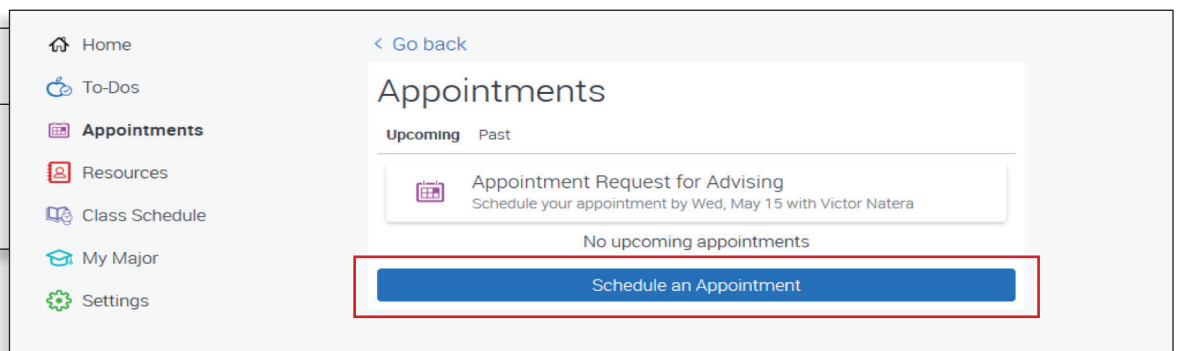 Home
To-Dos
Appointments
Resources
Class Schedule
My Major
Settings
< Go back
Appointments
Upcoming Past
Appointment Request for Advising
Schedule your appointment by Wed, May 15 with Victor Natera
No upcoming appointments
Schedule an Appointment